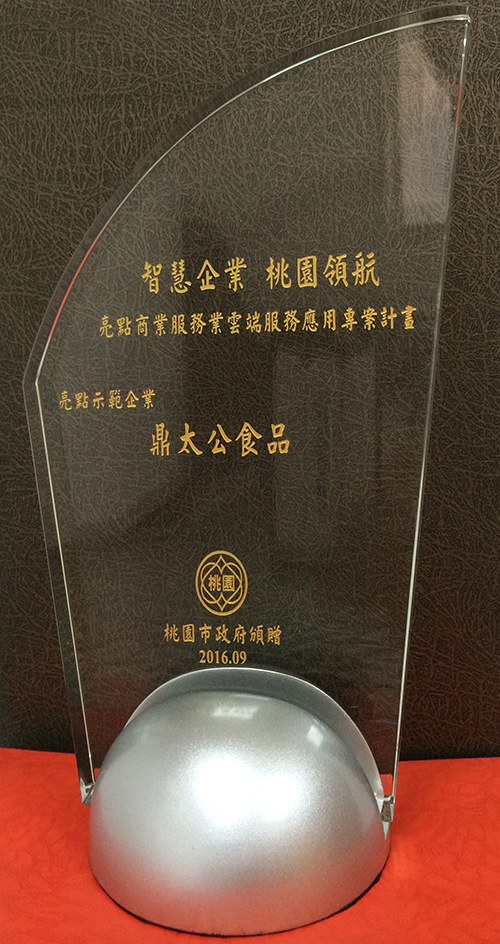 智慧企業 桃園領航
亮點商業服務業雲端服務應用專案計畫
亮點示範企業
鼎太公食品
桃園
桃園市政府頒贈
2016.09